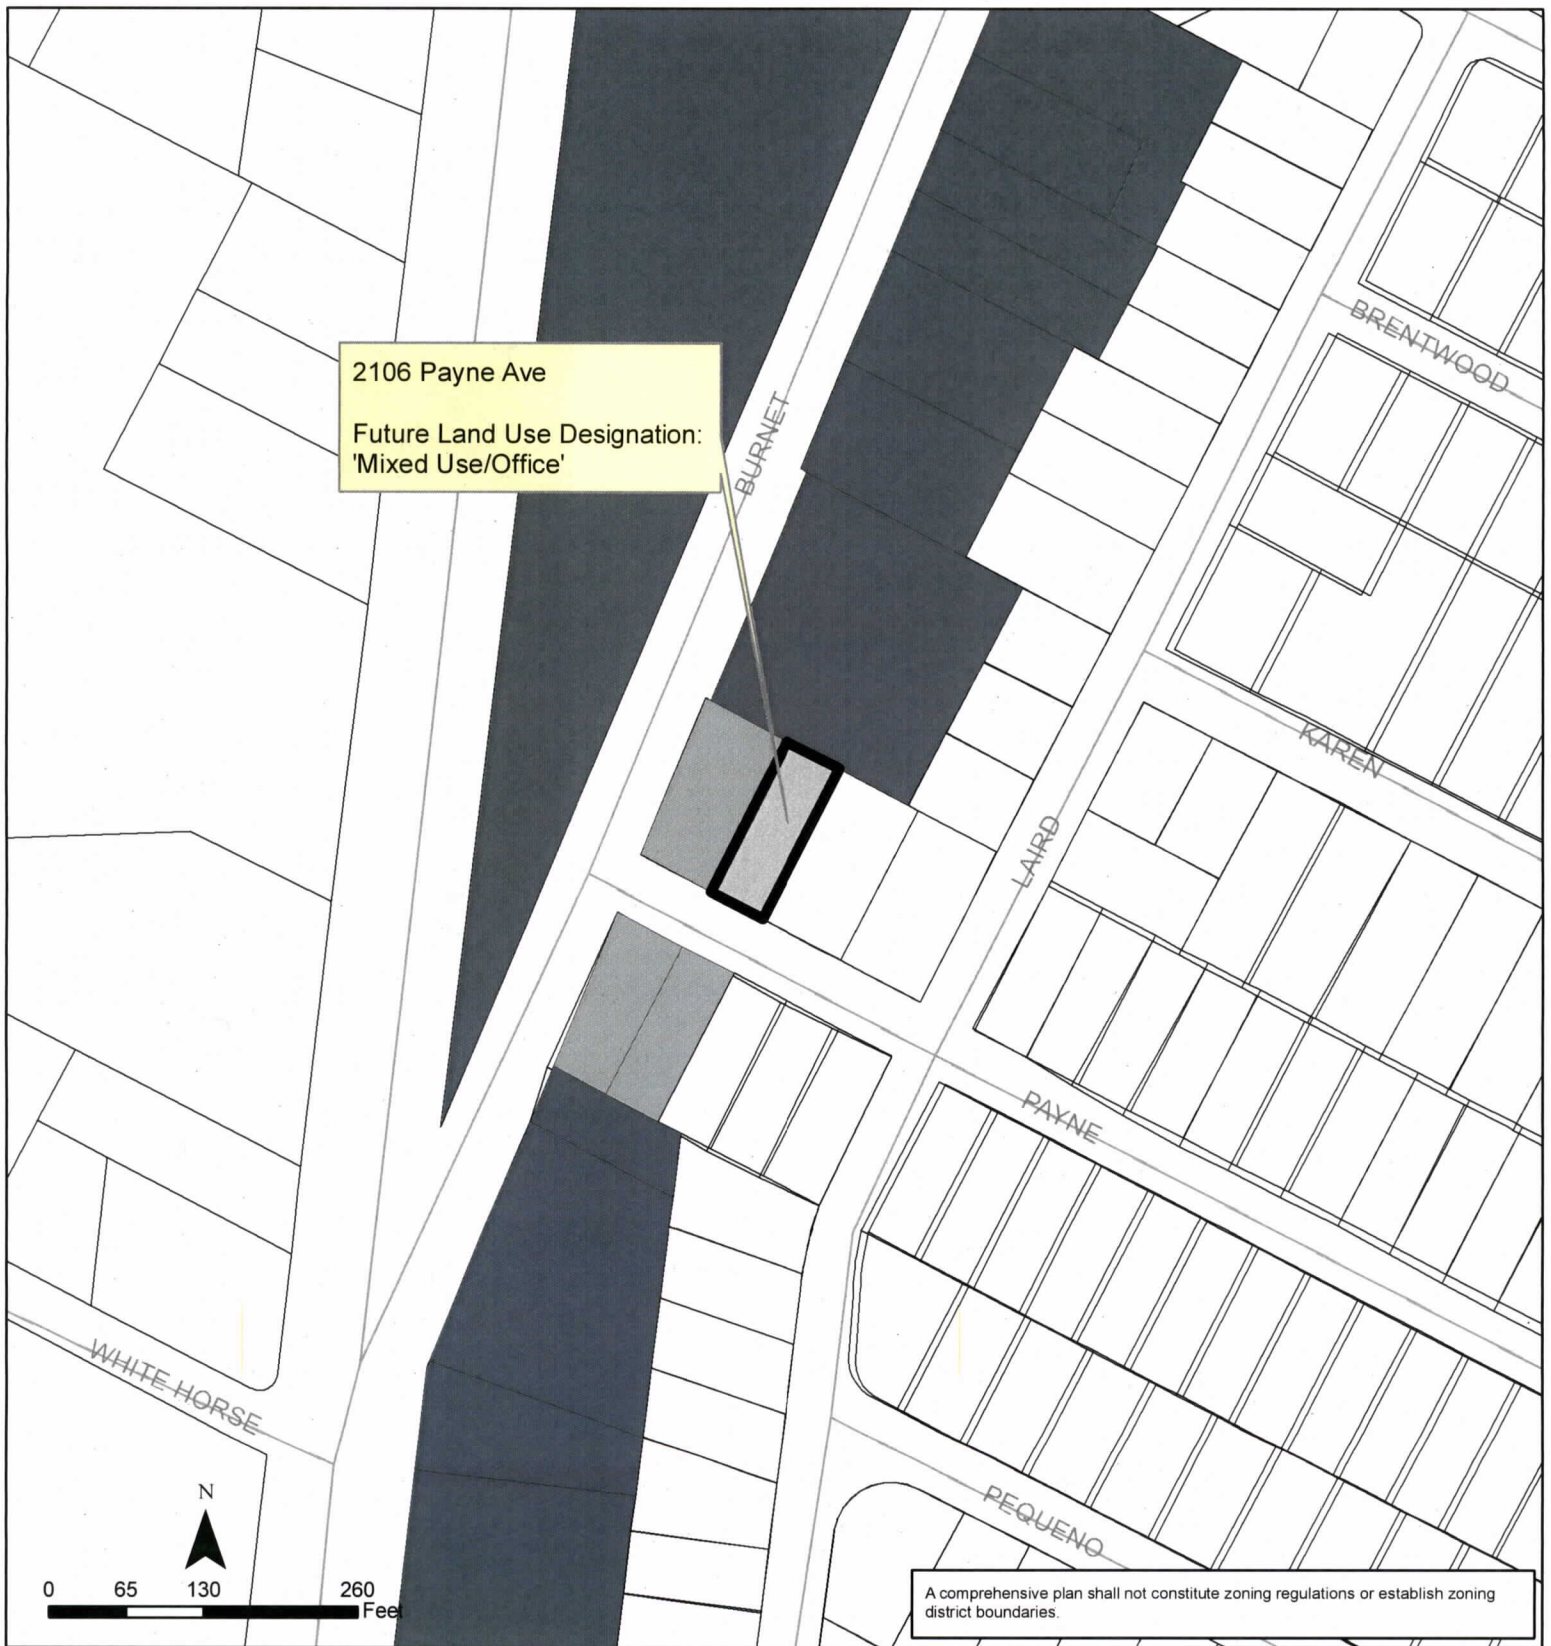 2106 Payne Ave
Future Land Use Designation:
'Mixed Use/Office'
BURNET
BRENTWOOD
KAREN
LAIRD
PAYNE
WHITE HORSE
PEQUENO
N
0 65 130 260
Feet
A comprehensive plan shall not constitute zoning regulations or establish zoning
district boundaries.